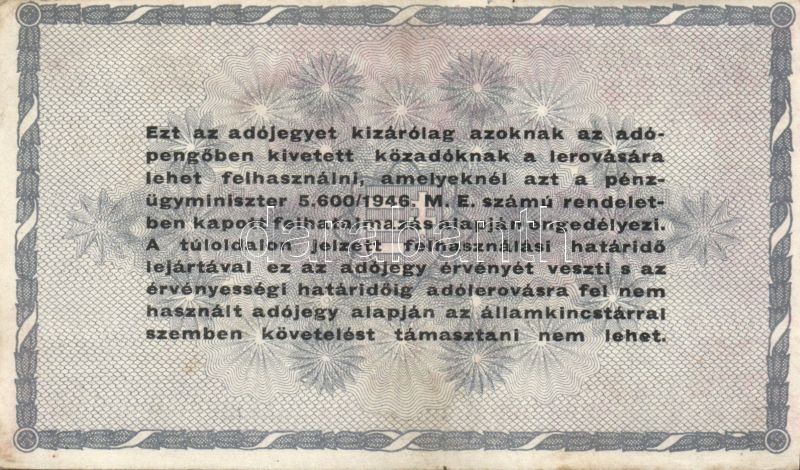 Ezt az adójegyet kizárólag azoknak az adó-
pengőben kivetett közadóknak a lerovására
lehet felhasználni, amelyeknél azt a pénz-
ügyminiszter 5.600/1946. M. E. számú rendelet-
ben kapott felhatalmazás alapján engedélyezi.
darabanth
A túloldalon jelzett felhasználási határidő
lejártával ez az adójegy érvényét veszti s az
érvényességi határidőig adólerovásra fel nem
használt adójegy alapján az államkincstárral
szemben követelést támasztani nem lehet.